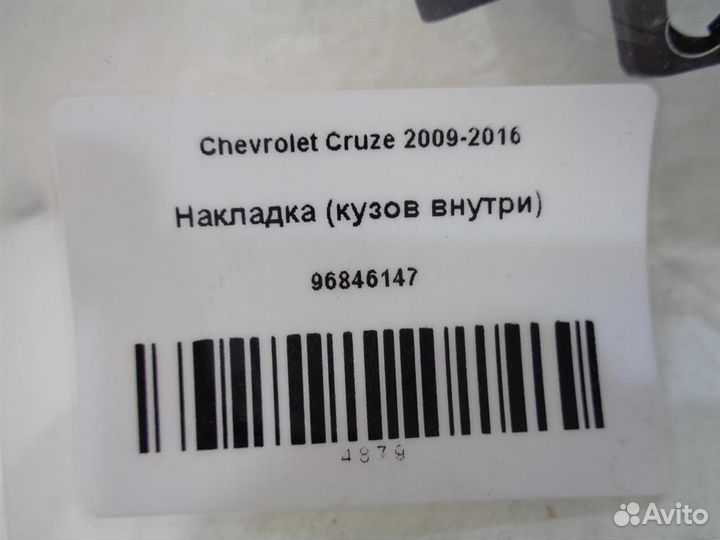 Chevrolet Cruze 2009-2016
Накладка (кузов внутри)
96846147
4879
Avito